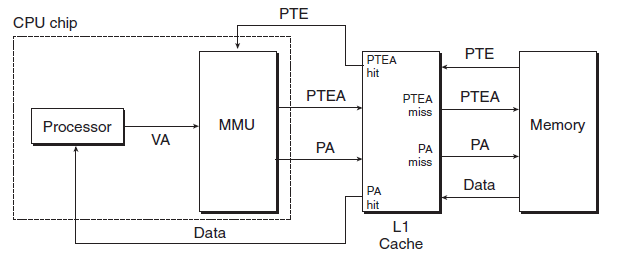 CPU chip
PTE
PTEA
hit
PTE
PTEA
PTEA
miss
PTEA
Processor
VA
MMU
Memory
PA
PA
miss
PA
PA
hit
Data
Data
L1
Cache